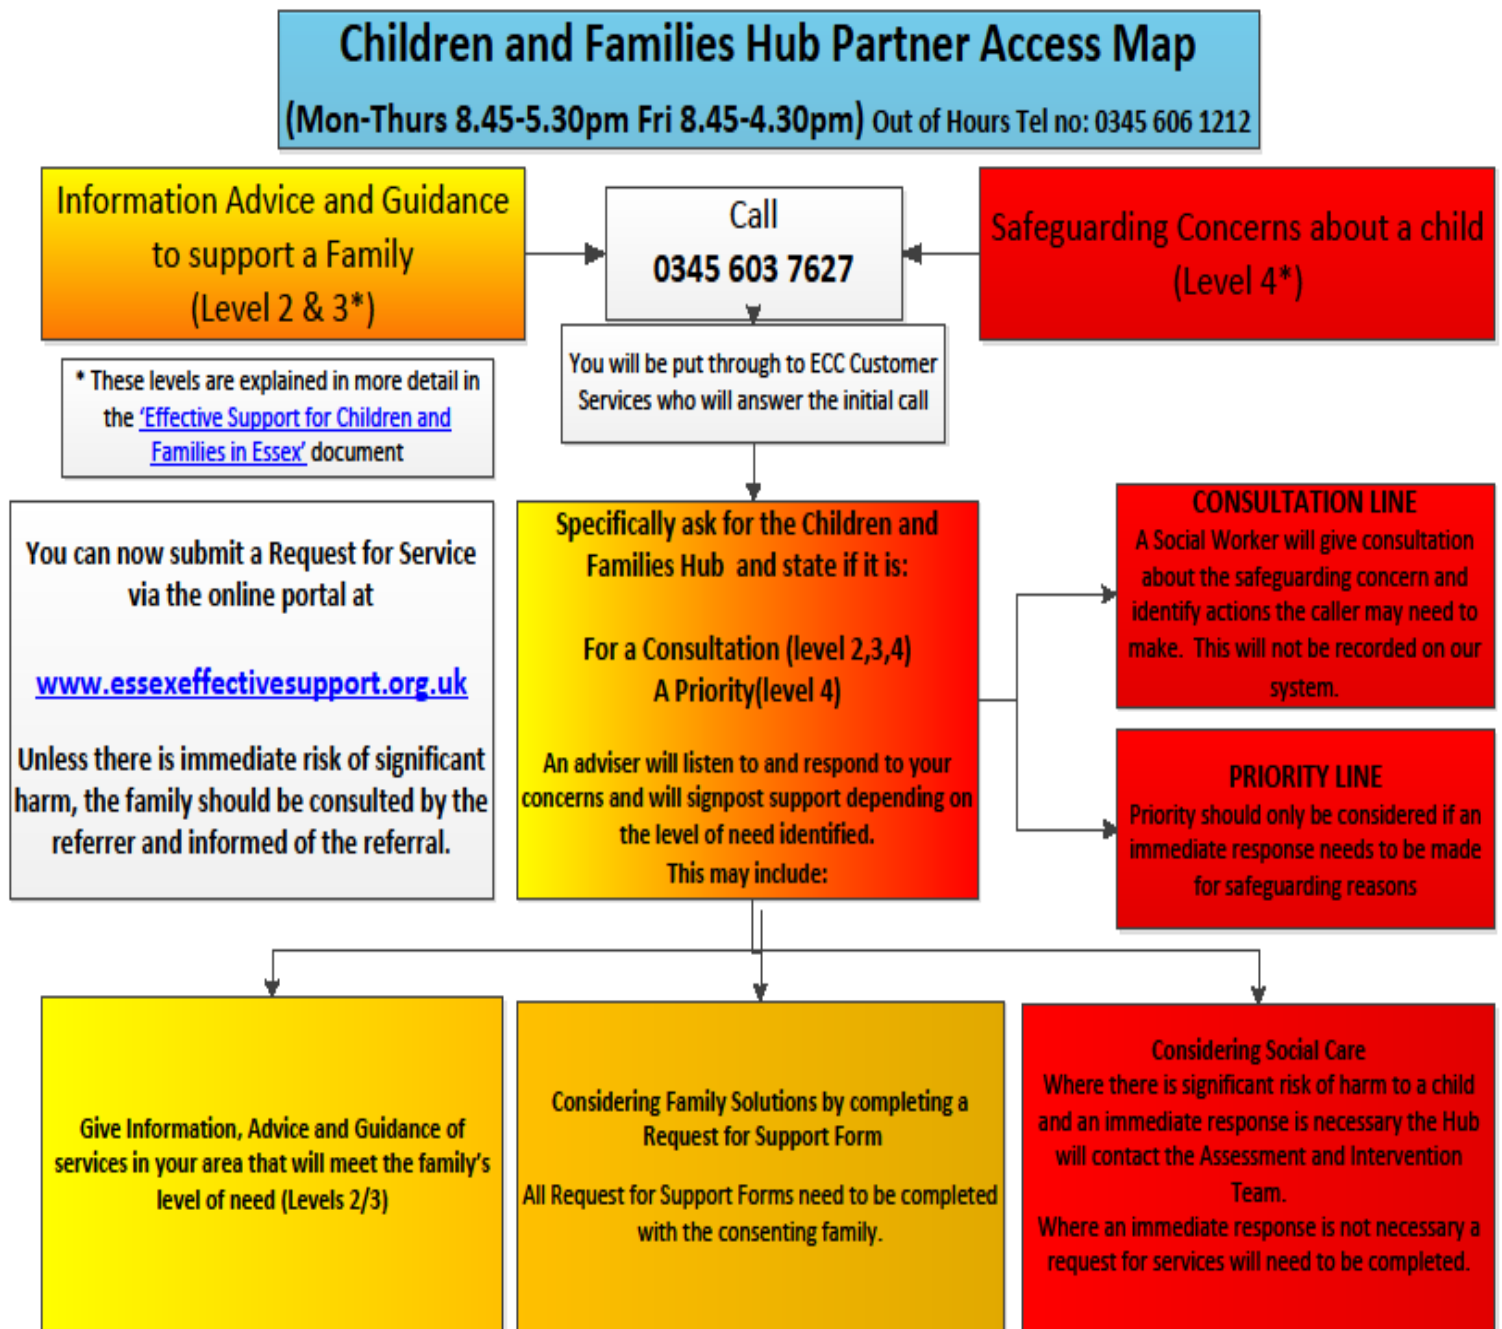 Children and Families Hub Partner Access Map
(Mon-Thurs 8.45-5.30pm Fri 8.45-4.30pm) Out of Hours Tel no: 0345 606 1212
Information Advice and Guidance
to support a Family
(Level 2 & 3*)
Call
0345 603 7627
Safeguarding Concerns about a child
(Level 4*)
* These levels are explained in more detail in
the 'Effective Support for Children and
Families in Essex' document
You will be put through to ECC Customer
Services who will answer the initial call
You can now submit a Request for Service
via the online portal at
www.essexeffectivesupport.org.uk
Unless there is immediate risk of significant
harm, the family should be consulted by the
referrer and informed of the referral.
Specifically ask for the Children and
Families Hub and state if it is:
For a Consultation (level 2,3,4)
A Priority(level 4)
An adviser will listen to and respond to your
concerns and will signpost support depending on
the level of need identified.
This may include:
CONSULTATION LINE
A Social Worker will give consultation
about the safeguarding concern and
identify actions the caller may need to
make. This will not be recorded on our
system.
PRIORITY LINE
Priority should only be considered if an
immediate response needs to be made
for safeguarding reasons
Give Information, Advice and Guidance of
services in your area that will meet the family's
level of need (Levels 2/3)
Considering Family Solutions by completing a
Request for Support Form
All Request for Support Forms need to be completed
with the consenting family.
Considering Social Care
Where there is significant risk of harm to a child
and an immediate response is necessary the Hub
will contact the Assessment and Intervention
Team.
Where an immediate response is not necessary a
request for services will need to be completed.